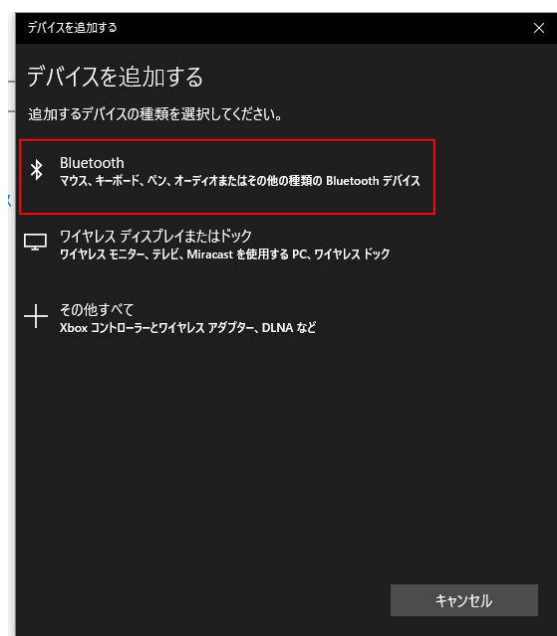 デバイスを追加する
デバイスを追加する
追加するデバイスの種類を選択してください。
Bluetooth
マウス、キーボード、ペン、オーディオまたはその他の種類の Bluetooth デバイス
ワイヤレス ディスプレイまたはドック
ワイヤレス モニター、テレビ、Miracast を使用する PC、ワイヤレス ドック
その他すべて
Xbox コントローラーとワイヤレス アダプター、DLNA など
キャンセル